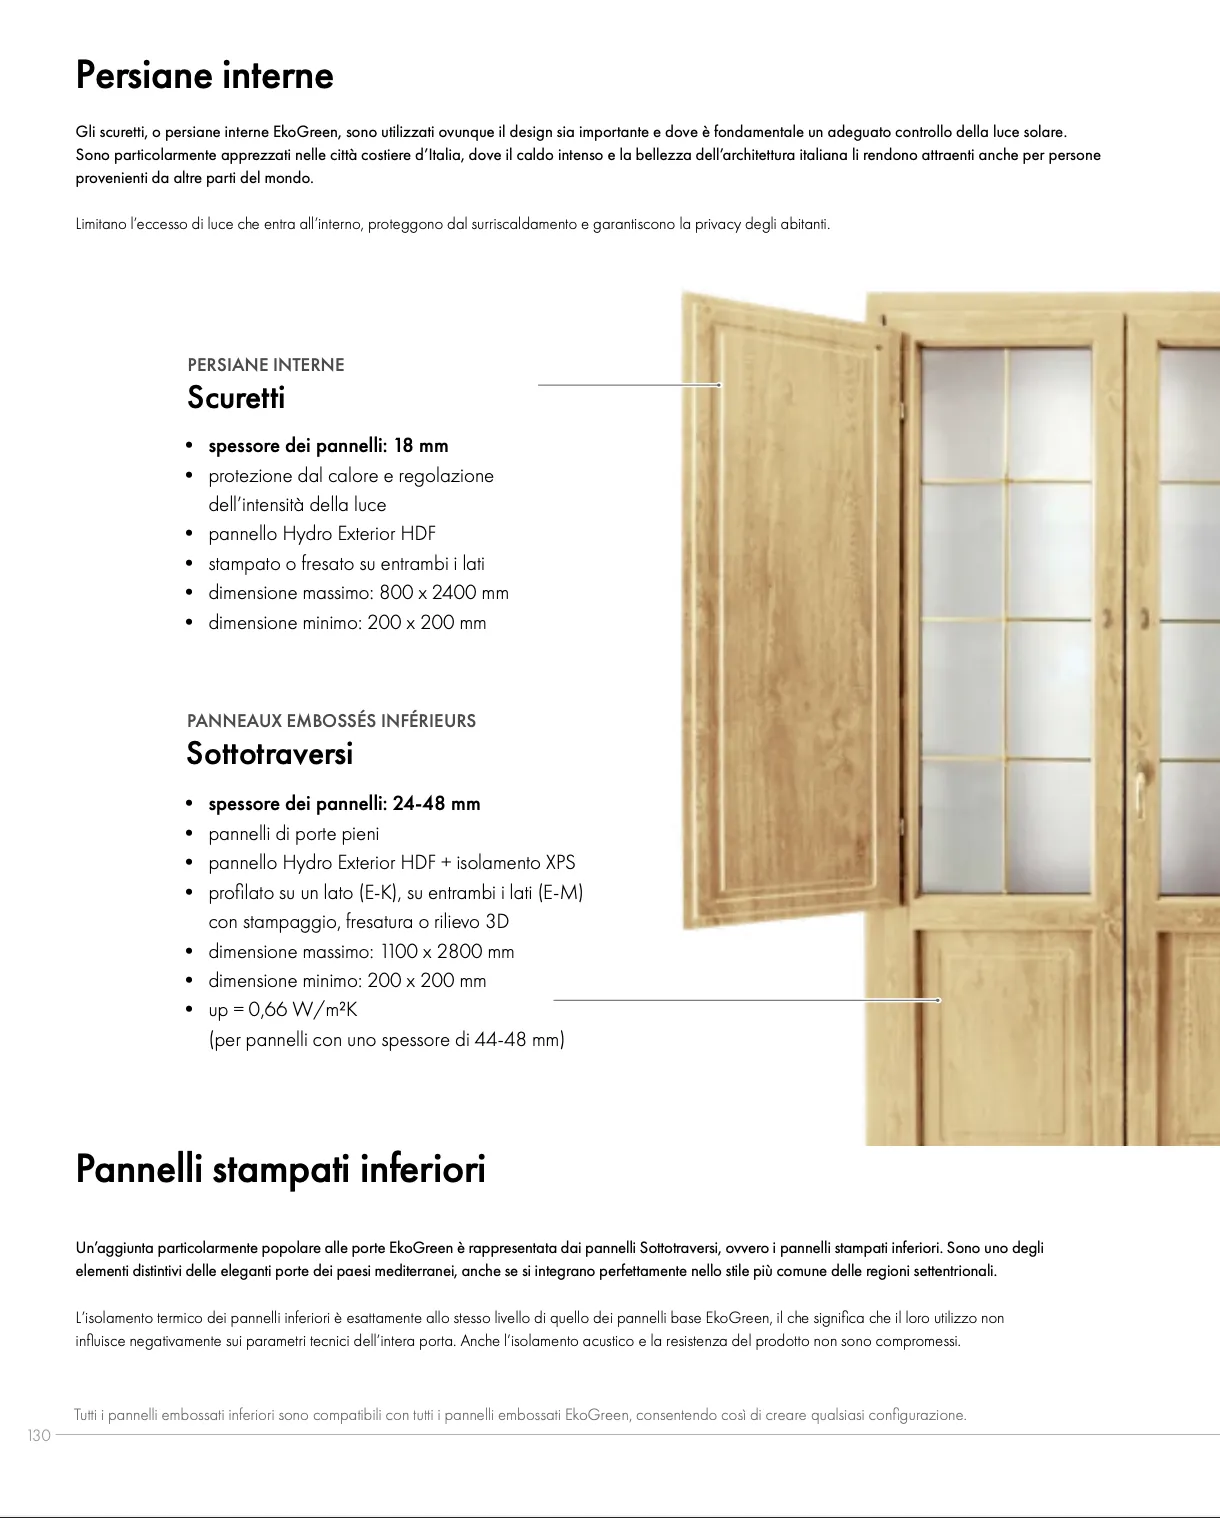 Persiane interne
Gli scuretti, o persiane interne EkoGreen, sono utilizzati ovunque il design sia importante e dove è fondamentale un adeguato controllo della luce solare.
Sono particolarmente apprezzati nelle città costiere d'Italia, dove il caldo intenso e la bellezza dell'architettura italiana li rendono attraenti anche per persone
provenienti da altre parti del mondo.
Limitano l'eccesso di luce che entra all'interno, proteggono dal surriscaldamento e garantiscono la privacy degli abitanti.
PERSIANE INTERNE
Scuretti
• spessore dei pannelli: 18 mm
• protezione dal calore e regolazione
dell'intensità della luce
• pannello Hydro Exterior HDF
• stampato o fresato su entrambi i lati
• dimensione massimo: 800 x 2400 mm
• dimensione minimo: 200 x 200 mm
PANNEAUX EMBOSSÉS INFÉRIEURS
Sottotraversi
• spessore dei pannelli: 24-48 mm
• pannelli di porte pieni
• pannello Hydro Exterior HDF + isolamento XPS
• profilato su un lato (E-K), su entrambi i lati (E-M)
con stampaggio, fresatura o rilievo 3D
• dimensione massimo: 1100 x 2800 mm
• dimensione minimo: 200 x 200 mm
• up = 0,66 W/m²K
(per pannelli con uno spessore di 44-48 mm)
Pannelli stampati inferiori
Un'aggiunta particolarmente popolare alle porte EkoGreen è rappresentata dai pannelli Sottotraversi, ovvero i pannelli stampati inferiori. Sono uno degli
elementi distintivi delle eleganti porte dei paesi mediterranei, anche se si integrano perfettamente nello stile più comune delle regioni settentrionali.
L'isolamento termico dei pannelli inferiori è esattamente allo stesso livello di quello dei pannelli base EkoGreen, il che significa che il loro utilizzo non
influisce negativamente sui parametri tecnici dell'intera porta. Anche l'isolamento acustico e la resistenza del prodotto non sono compromessi.
Tutti i pannelli embossati inferiori sono compatibili con tutti i pannelli embossati EkoGreen, consentendo così di creare qualsiasi configurazione.
130